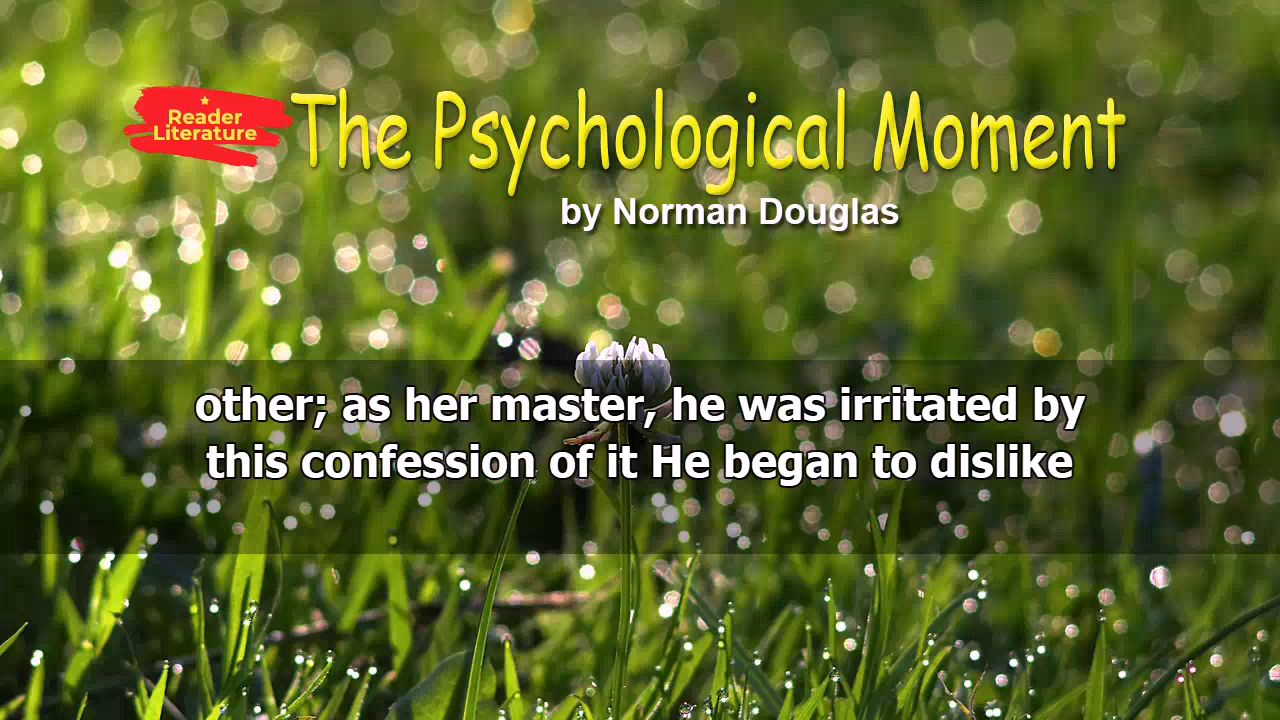 Reader
Literature
The Psychological Moment
by Norman Douglas
other; as her master, he was irritated by
this confession of it He began to dislike